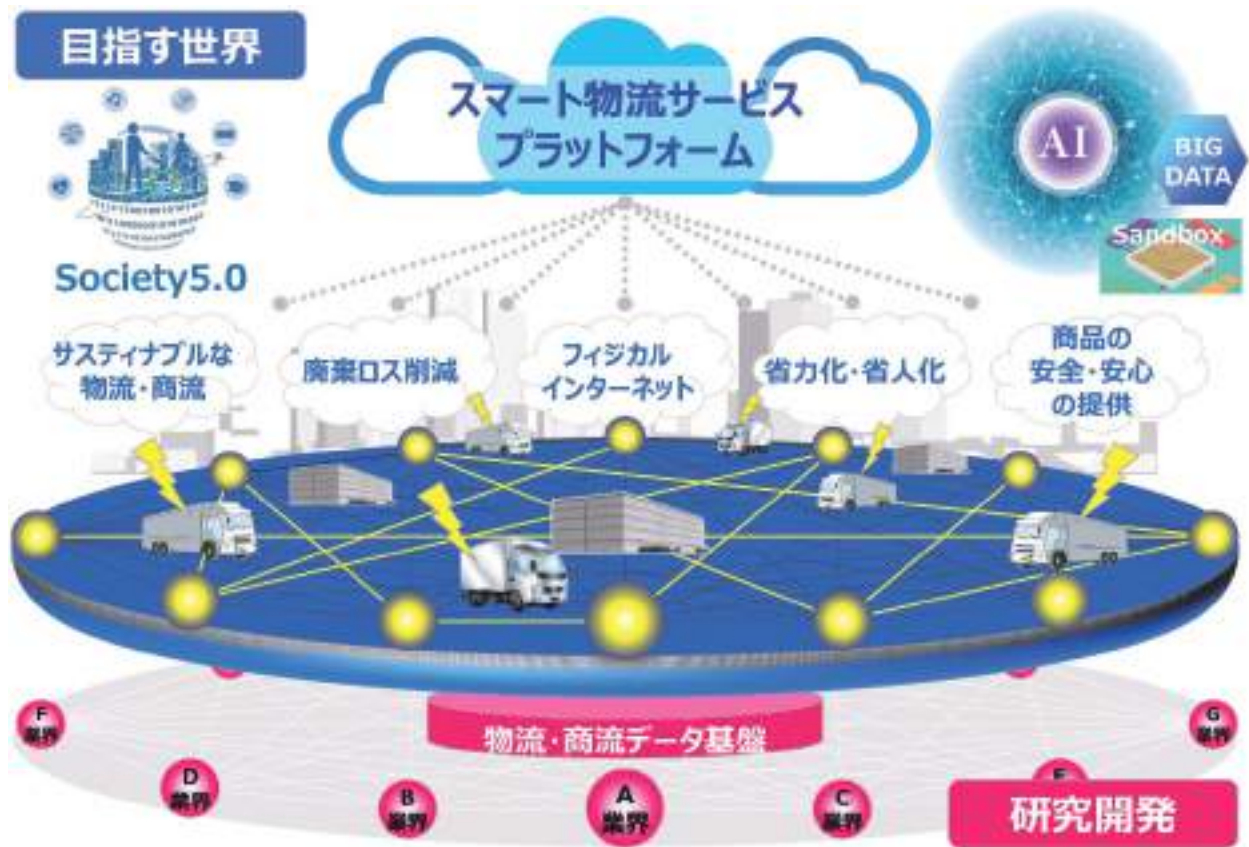 目指す世界
スマート物流サービス
プラットフォーム
AI
BIG
DATA
Sandbox
Society5.0
サスティナブルな
物流・商流
廃棄ロス削減
フィジカル
インターネット
省力化・省人化
商品の
安全・安心
の提供
物流・商流データ基盤
F
業界
G
業界
D
業界
B
業界
A
業界
C
業界
研究開発